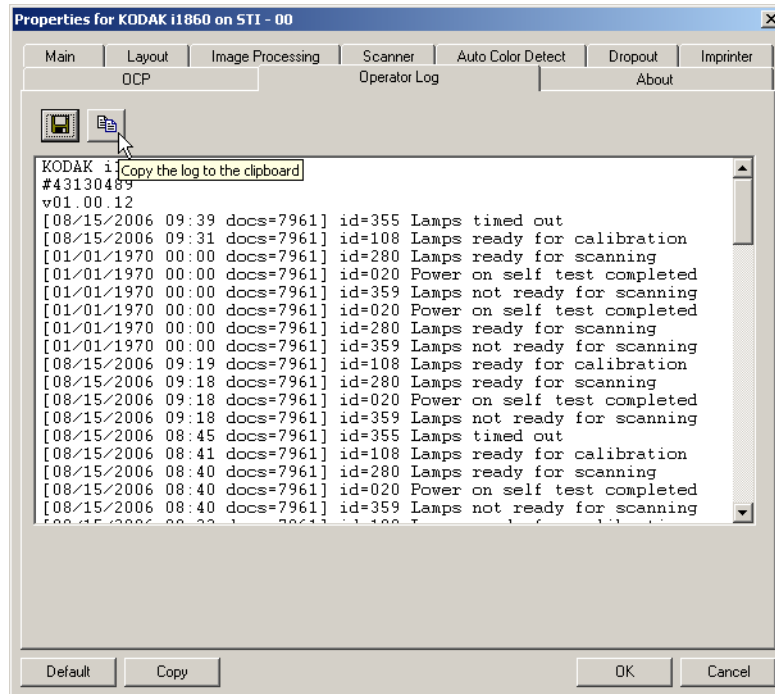 Properties for KODAK i1860 on STI - 00
Main Layout Image Processing Scanner Auto Color Detect Dropout Imprinter
OCP Operator Log About
KODAK
Copy the log to the clipboard
#43130489
v01.00.12
[08/15/2006 09:39 docs=7961] id=355 Lamps timed out
[08/15/2006 09:31 docs=7961] id=108 Lamps ready for calibration
[01/01/1970 00:00 docs=7961] id=280 Lamps ready for scanning
[01/01/1970 00:00 docs=7961] id=020 Power on self test completed
[01/01/1970 00:00 docs=7961] id=359 Lamps not ready for scanning
[01/01/1970 00:00 docs=7961] id=020 Power on self test completed
[01/01/1970 00:00 docs=7961] id=280 Lamps ready for scanning
[01/01/1970 00:00 docs=7961] id=359 Lamps not ready for scanning
[08/15/2006 09:19 docs=7961] id=108 Lamps ready for calibration
[08/15/2006 09:18 docs=7961] id=280 Lamps ready for scanning
[08/15/2006 09:18 docs=7961] id=020 Power on self test completed
[08/15/2006 09:18 docs=7961] id=359 Lamps not ready for scanning
[08/15/2006 08:45 docs=7961] id=355 Lamps timed out
[08/15/2006 08:41 docs=7961] id=108 Lamps ready for calibration
[08/15/2006 08:40 docs=7961] id=280 Lamps ready for scanning
[08/15/2006 08:40 docs=7961] id=020 Power on self test completed
[08/15/2006 08:40 docs=7961] id=359 Lamps not ready for scanning
Default Copy OK Cancel